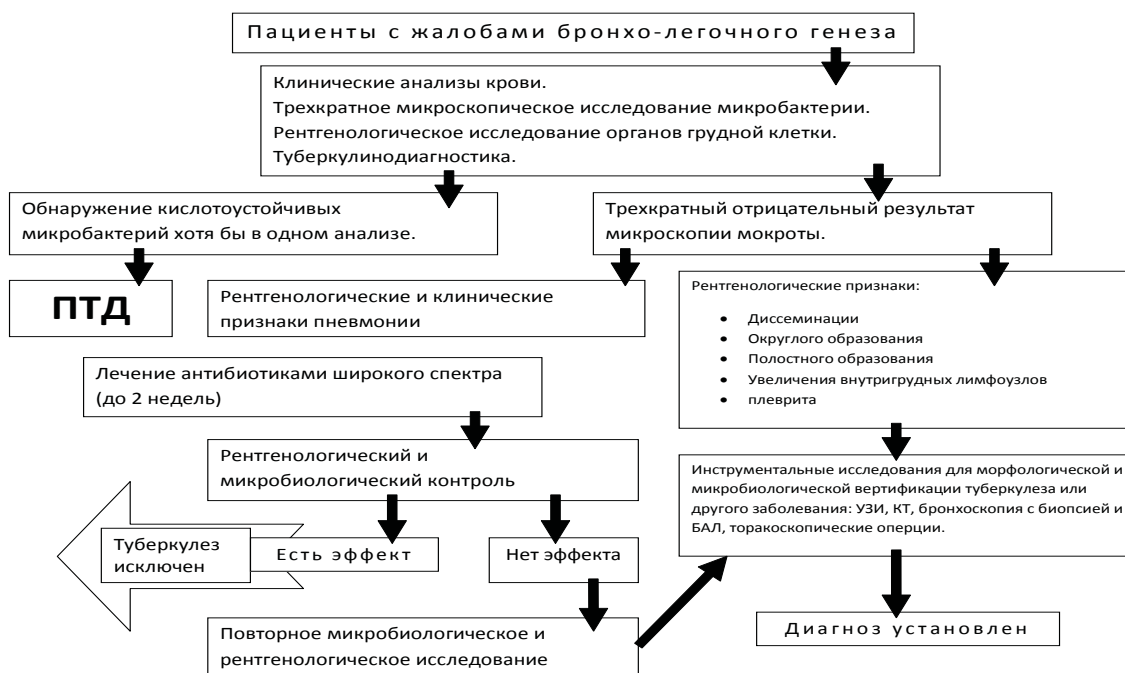 Пациенты с жалобами бронхо-легочного генеза
Клинические анализы крови.
Трехкратное микроскопическое исследование микробактерии.
Рентгенологическое исследование органов грудной клетки.
Туберкулинодиагностика.
Обнаружение кислотоустойчивых
микробактерий хотя бы в одном анализе.
Трехкратный отрицательный результат
микроскопии мокроты.
ПТД
Рентгенологические и клинические
признаки пневмонии
Рентгенологические признаки:
• Диссеминации
• Округлого образования
• Полостного образования
• Увеличения внутригрудных лимфоузлов
• плеврита
Лечение антибиотиками широкого спектра
(до 2 недель)
Рентгенологический и
микробиологический контроль
Инструментальные исследования для морфологической и
микробиологической вертификации туберкулеза или
другого заболевания: УЗИ, КТ, бронхоскопия с биопсией и
БАЛ, торакоскопические оперции.
Туберкулез
исключен
Есть эффект
Нет эффекта
Повторное микробиологическое и
рентгенологическое исследование
Диагноз установлен